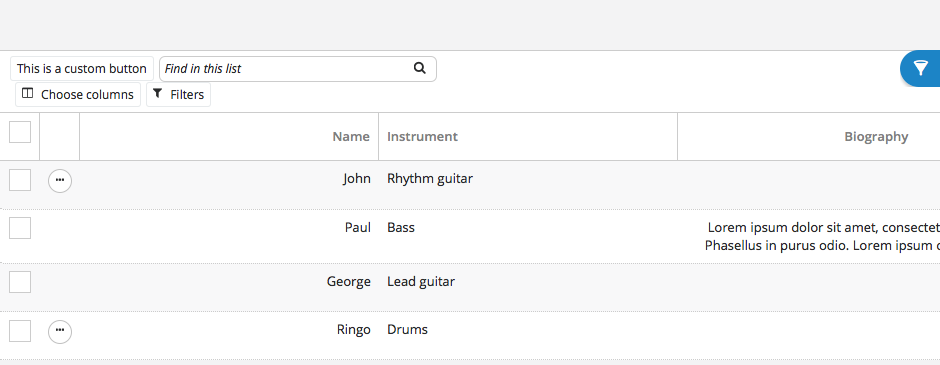 This is a custom button Find in this list
Choose columns Filters
Name Instrument Biography
John Rhythm guitar
Paul Bass Lorem ipsum dolor sit amet, consectet
Phasellus in purus odio. Lorem ipsum
George Lead guitar
Ringo Drums